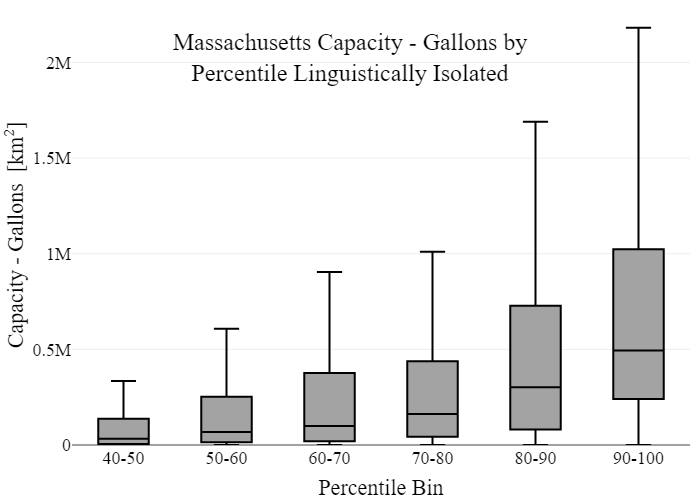 Massachusetts Capacity - Gallons by
Percentile Linguistically Isolated
Capacity - Gallons [km²]
2M
1.5M
1M
0.5M
0
40-50
50-60
60-70
70-80
80-90
90-100
Percentile Bin